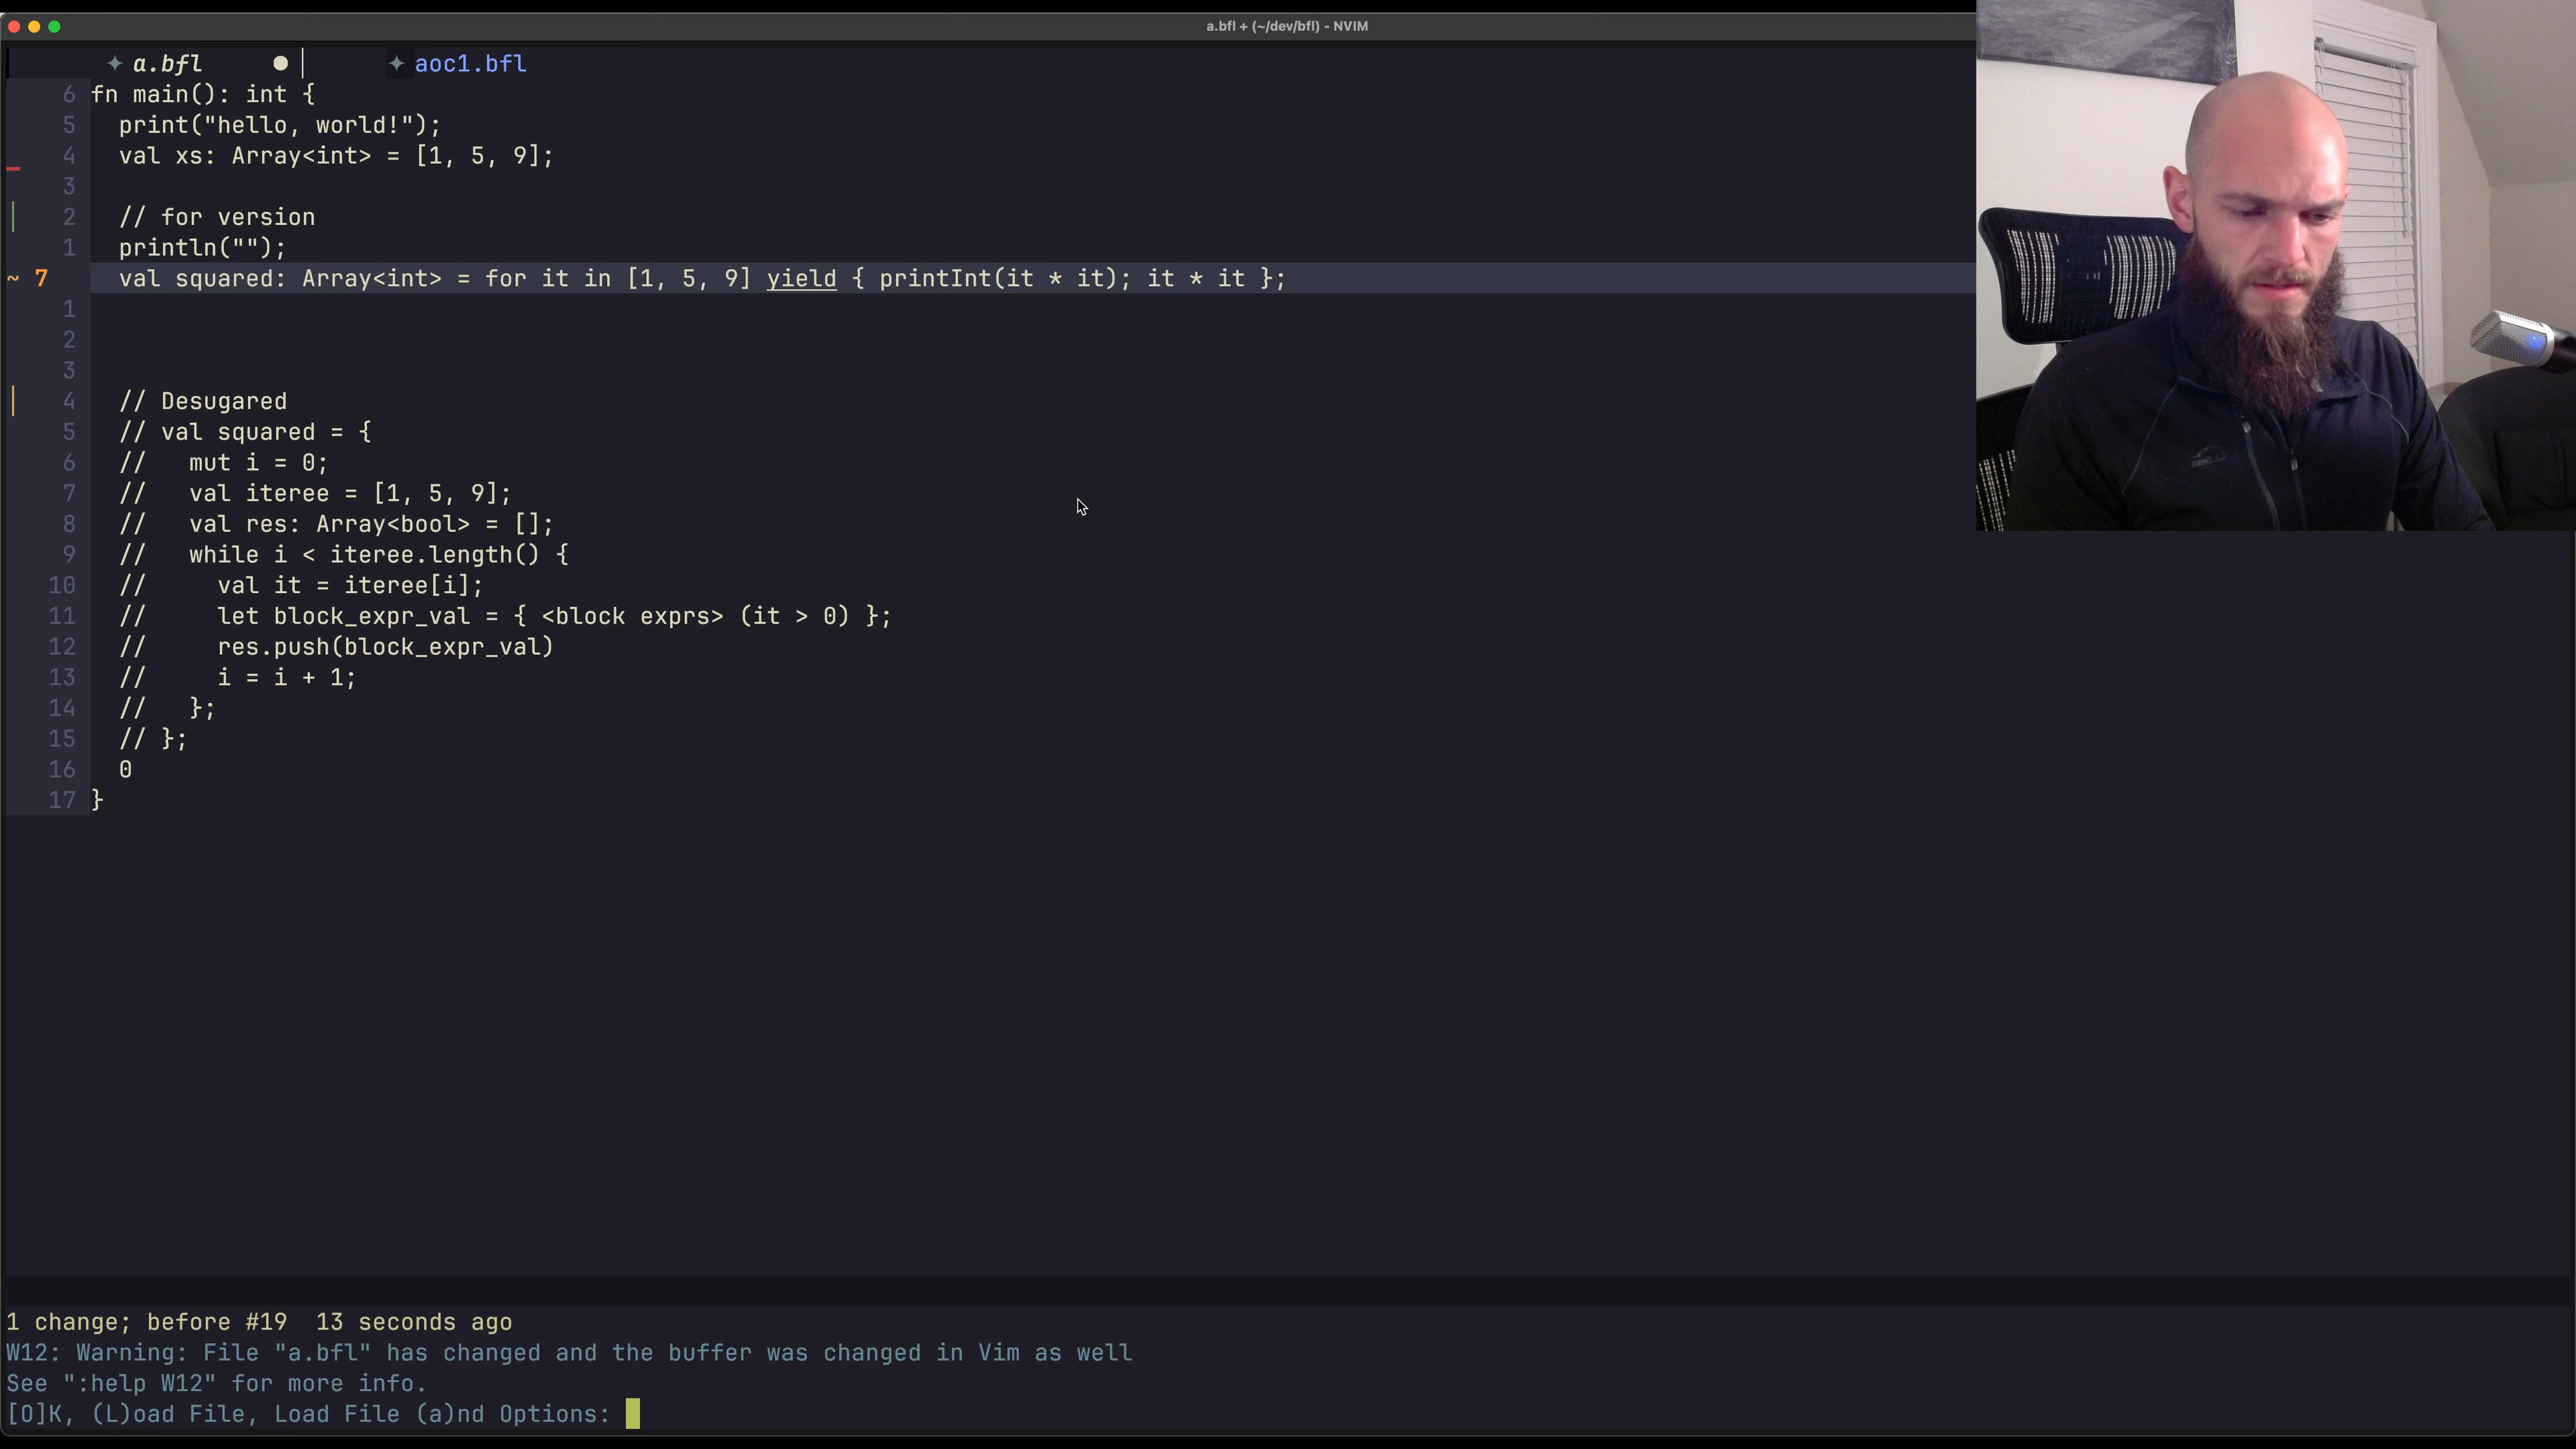 a.bfl + (~/dev/bfl) - NVIM
a.bfl aoc1.bfl
6 fn main(): int {
5 print("hello, world!");
4 val xs: Array<int> = [1, 5, 9];
3
2 // for version
1 println("");
~ 7 val squared: Array<int> = for it in [1, 5, 9] yield { printInt(it * it); it * it };
1
2
3
4 // Desugared
5 // val squared = {
6 // mut i = 0;
7 // val iteree = [1, 5, 9];
8 // val res: Array<bool> = [];
9 // while i < iteree.length() {
10 // val it = iteree[i];
11 // let block_expr_val = { <block exprs> (it > 0) };
12 // res.push(block_expr_val)
13 // i = i + 1;
14 // };
15 // };
16 0
17 }
1 change; before #19 13 seconds ago
W12: Warning: File "a.bfl" has changed and the buffer was changed in Vim as well
See ":help W12" for more info.
[O]K, (L)oad File, Load File (a)nd Options: